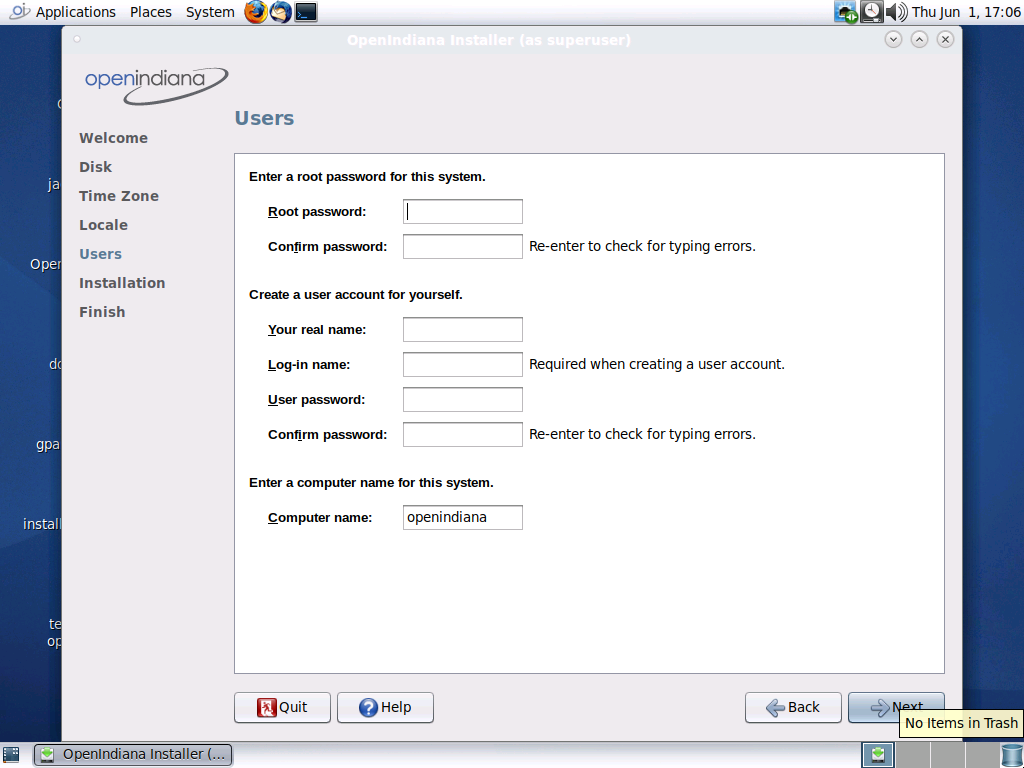 Applications Places System Thu Jun 1, 17:06
OpenIndiana Installer (as superuser)
openindiana
Users
Welcome
Disk
Time Zone
Locale
Users
Installation
Finish
Enter a root password for this system.
Root password:
Confirm password: Re-enter to check for typing errors.
Create a user account for yourself.
Your real name:
Log-in name: Required when creating a user account.
User password:
Confirm password: Re-enter to check for typing errors.
Enter a computer name for this system.
Computer name: openindiana
ja
Oper
do
gpa
install
te
op
Quit Help Back Next
No Items in Trash
OpenIndiana Installer (...